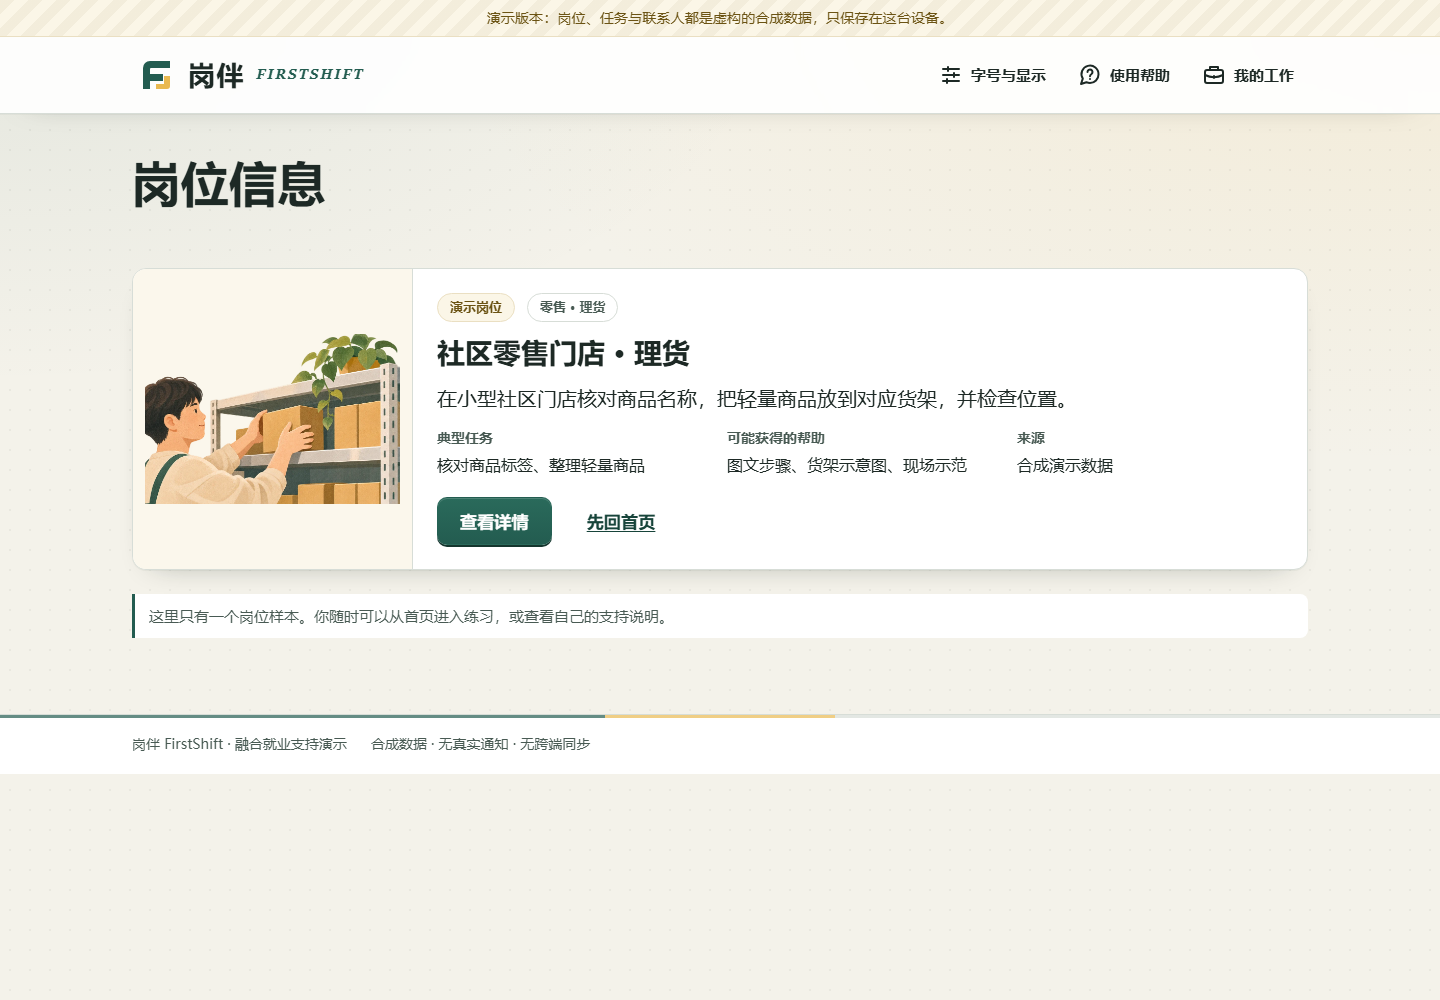 演示版本：岗位、任务与联系人都是虚构的合成数据，只保存在这台设备。
岗伴 FIRSTSHIFT
字号与显示 使用帮助 我的工作
岗位信息
演示岗位 零售 • 理货
社区零售门店 • 理货
在小型社区门店核对商品名称，把轻量商品放到对应货架，并检查位置。
典型任务 可能获得的帮助 来源
核对商品标签、整理轻量商品 图文步骤、货架示意图、现场示范 合成演示数据
查看详情 先回首页
这里只有一个岗位样本。你随时可以从首页进入练习，或查看自己的支持说明。
岗伴 FirstShift · 融合就业支持演示 合成数据 · 无真实通知 · 无跨端同步